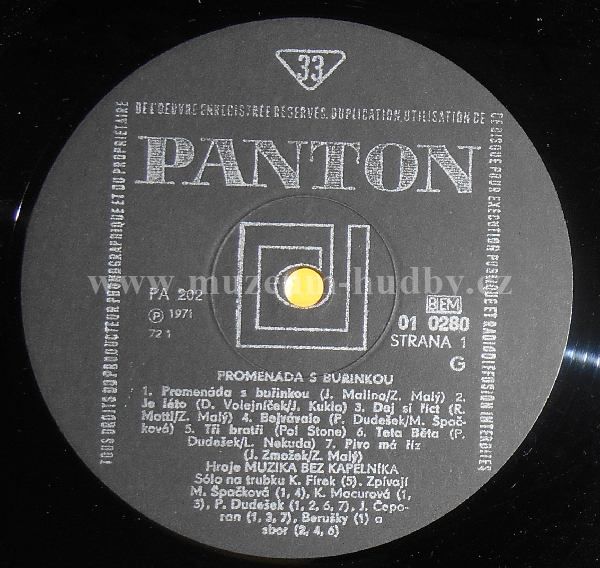 33
TOUS DROITS DU PRODUCTEUR PHONOGRAPHIQUE ET DU PROPRIÉTAIRE
DE L'OEUVRE ENREGISTRÉE RÉSERVÉS. DUPLICATION, UTILISATION DE
CE DISQUE POUR EXÉCUTION PUBLIQUE ET RADIODIFFUSION INTERDITES
PANTON
www.muzeum-hudby.cz
PA 202
Ⓟ 1971
72 1
BIEM
01 0280
STRANA 1
G
PROMENÁDA S BUŘINKOU
1. Promenáda s buřinkou (J. Malina/Z. Malý) 2.
Je léto (D. Volejníček/J. Kukla) 3. Dej si říct (R.
Mottl/Z. Malý) 4. Bejvávalo (P. Dudešek/M. Špač-
ková) 5. Tři bratři (Pol Stone) 6. Teta Běta (P.
Dudešek/L. Nekuda) 7. Pivo má říz
(J. Zmožek/Z. Malý)
Hraje MUZIKA BEZ KAPELNÍKA
Sólo na trubku K. Fírek (5). Zpívají
M. Špačková (1, 4), K. Macurová (1,
3), P. Dudešek (1, 2, 6, 7), J. Čepo-
ran (1, 3, 7), Berušky (1) a
sbor (2, 4, 6)